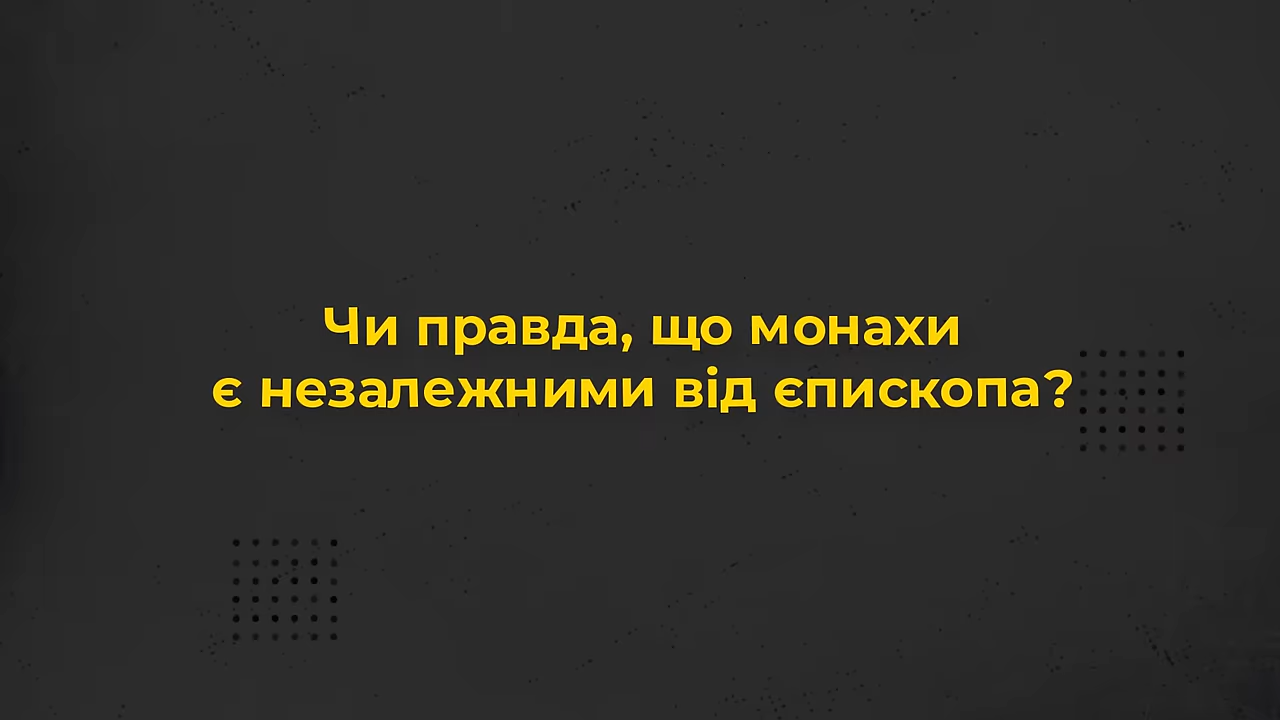 Чи правда, що монахи
є незалежними від єпископа?